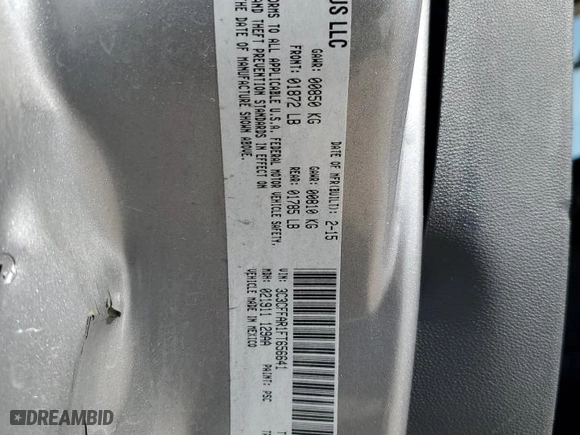 US LLC
DATE OF MFR(BUILT): 2-15
GAWR: 00850 KG GAWR: 00810 KG
FRONT: 01872 LB REAR: 01785 LB
ORMS TO ALL APPLICABLE U.S.A. FEDERAL MOTOR VEHICLE SAFETY,
AND THEFT PREVENTION STANDARDS IN EFFECT ON
THE DATE OF MANUFACTURE SHOWN ABOVE.
VIN: 3C3CFFAR1FT656641
MDH: 021911 129AA PAINT: PSC
VEHICLE MADE IN MEXICO
DREAMBID